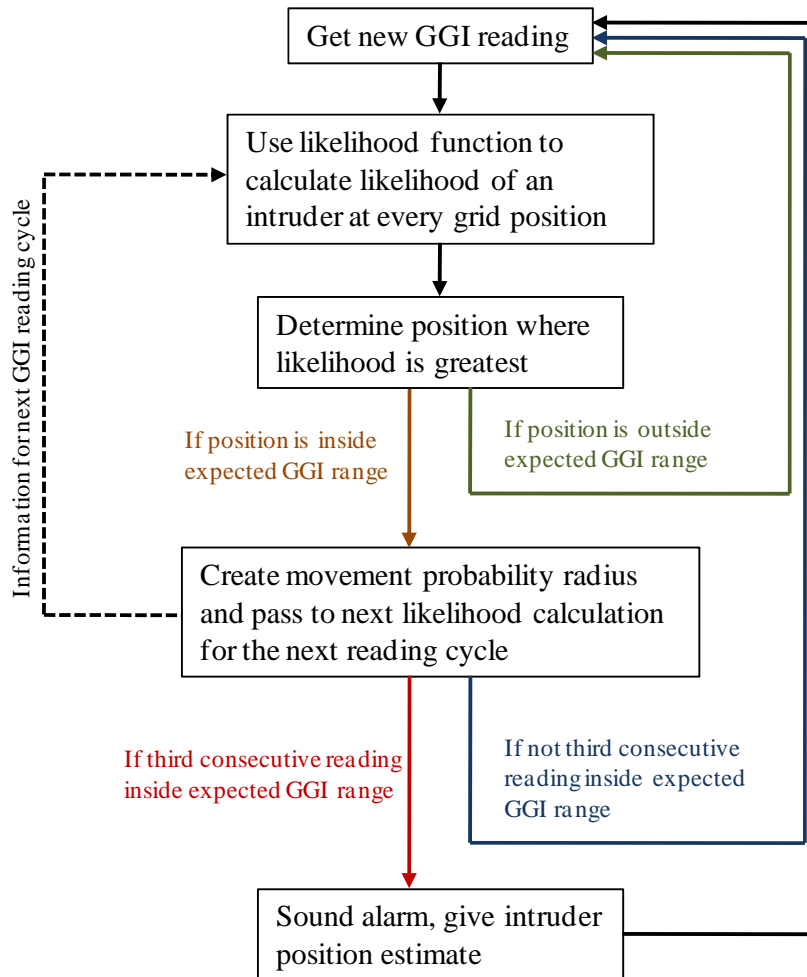 Get new GGI reading
Use likelihood function to
calculate likelihood of an
intruder at every grid position
Information for next GGI reading cycle
Determine position where
likelihood is greatest
If position is inside
expected GGI range
If position is outside
expected GGI range
Create movement probability radius
and pass to next likelihood calculation
for the next reading cycle
If third consecutive reading
inside expected GGI range
If not third consecutive
reading inside expected
GGI range
Sound alarm, give intruder
position estimate